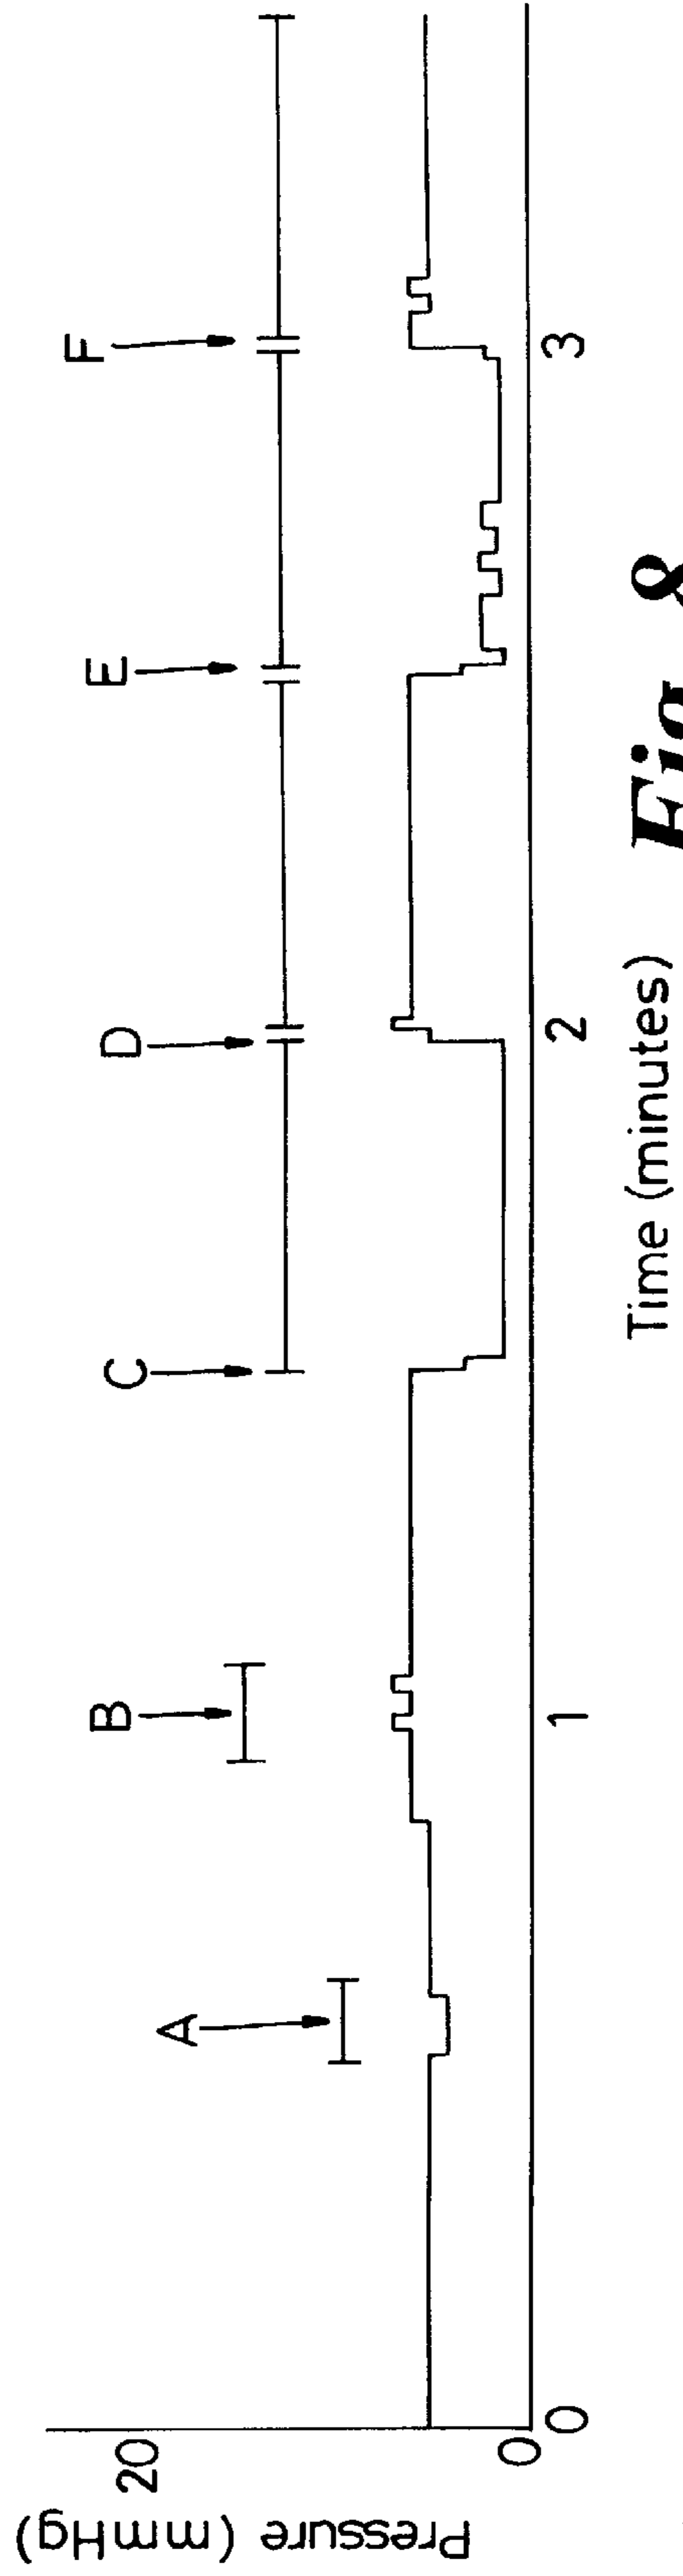 Pressure (mmHg)
20
0
A
B
C
D
E
F
0
1
2
3
Time (minutes)
Fig. 8